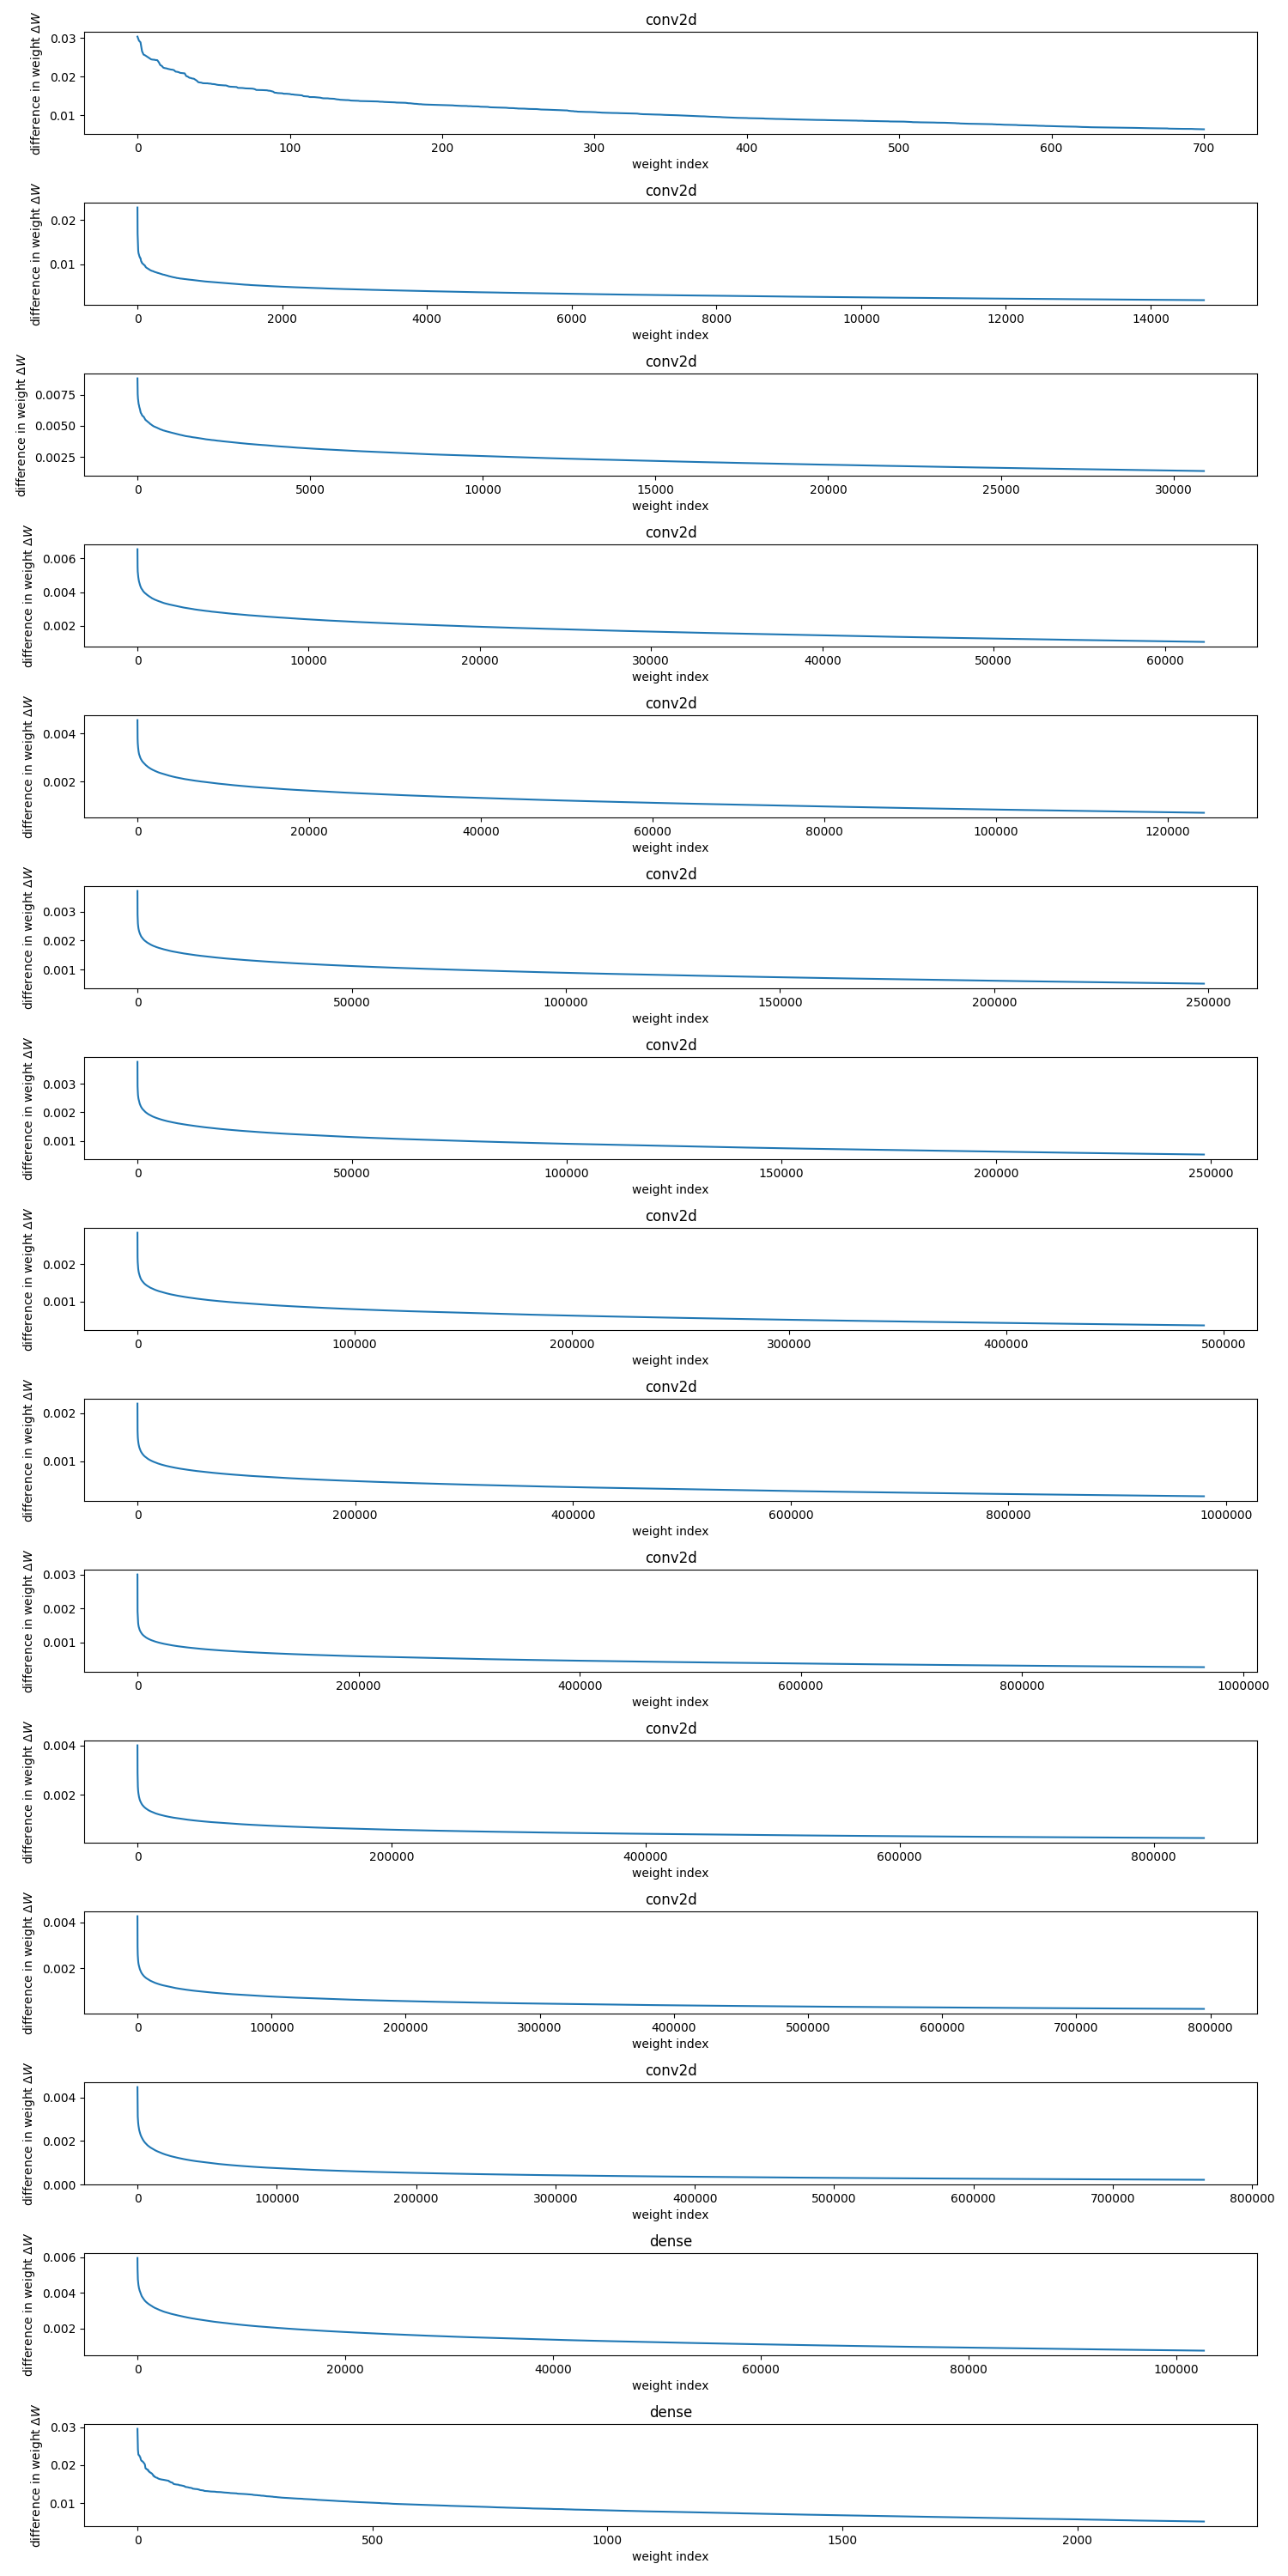 conv2d
difference in weight ΔW
0.03
0.02
0.01
0 100 200 300 400 500 600 700
weight index
conv2d
difference in weight ΔW
0.02
0.01
0 2000 4000 6000 8000 10000 12000 14000
weight index
conv2d
difference in weight ΔW
0.0075
0.0050
0.0025
0 5000 10000 15000 20000 25000 30000
weight index
conv2d
difference in weight ΔW
0.006
0.004
0.002
0 10000 20000 30000 40000 50000 60000
weight index
conv2d
difference in weight ΔW
0.004
0.002
0 20000 40000 60000 80000 100000 120000
weight index
conv2d
difference in weight ΔW
0.003
0.002
0.001
0 50000 100000 150000 200000 250000
weight index
conv2d
difference in weight ΔW
0.003
0.002
0.001
0 50000 100000 150000 200000 250000
weight index
conv2d
difference in weight ΔW
0.002
0.001
0 100000 200000 300000 400000 500000
weight index
conv2d
difference in weight ΔW
0.002
0.001
0 200000 400000 600000 800000 1000000
weight index
conv2d
difference in weight ΔW
0.003
0.002
0.001
0 200000 400000 600000 800000 1000000
weight index
conv2d
difference in weight ΔW
0.004
0.002
0 200000 400000 600000 800000
weight index
conv2d
difference in weight ΔW
0.004
0.002
0 100000 200000 300000 400000 500000 600000 700000 800000
weight index
conv2d
difference in weight ΔW
0.004
0.002
0.000
0 100000 200000 300000 400000 500000 600000 700000 800000
weight index
dense
difference in weight ΔW
0.006
0.004
0.002
0 20000 40000 60000 80000 100000
weight index
dense
difference in weight ΔW
0.03
0.02
0.01
0 500 1000 1500 2000
weight index